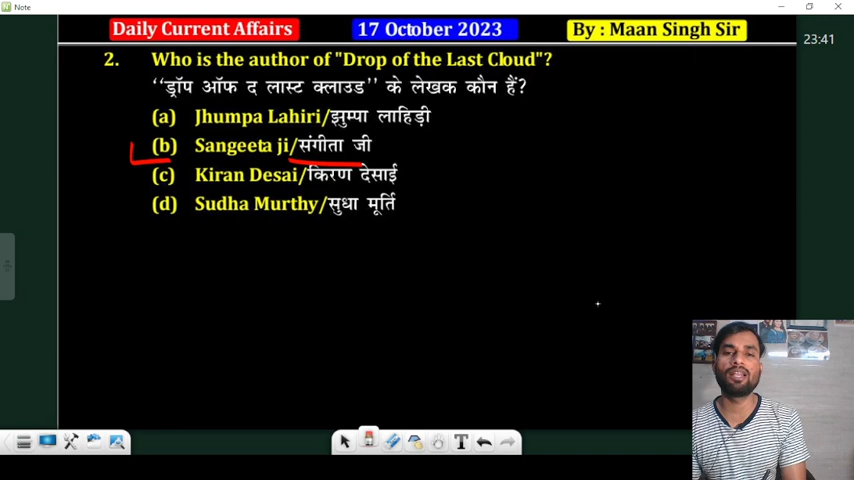 Note
Daily Current Affairs 17 October 2023 By : Maan Singh Sir
23:41
2. Who is the author of "Drop of the Last Cloud"?
‘‘ड्रॉप ऑफ द लास्ट क्लाउड’’ के लेखक कौन हैं?
(a) Jhumpa Lahiri/झुम्पा लाहिड़ी
(b) Sangeeta ji/संगीता जी
(c) Kiran Desai/किरण देसाई
(d) Sudha Murthy/सुधा मूर्ति
T